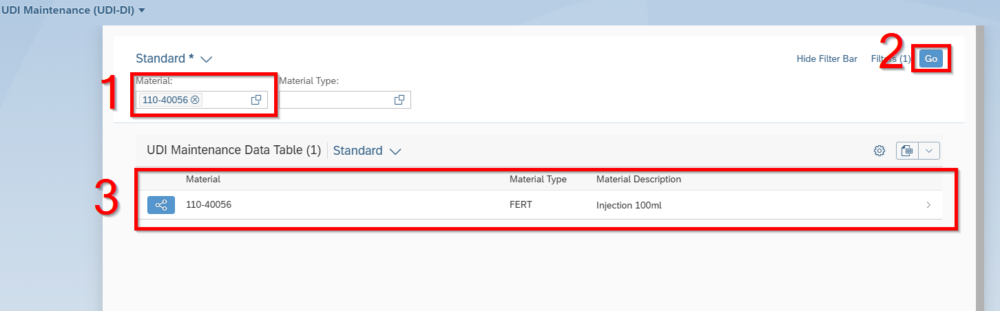 UDI Maintenance (UDI-DI)
Standard *
Hide Filter Bar
Filters (1)
Go
2
1
Material:
Material Type:
110-40056
UDI Maintenance Data Table (1)
Standard
3
Material
Material Type
Material Description
110-40056
FERT
Injection 100ml